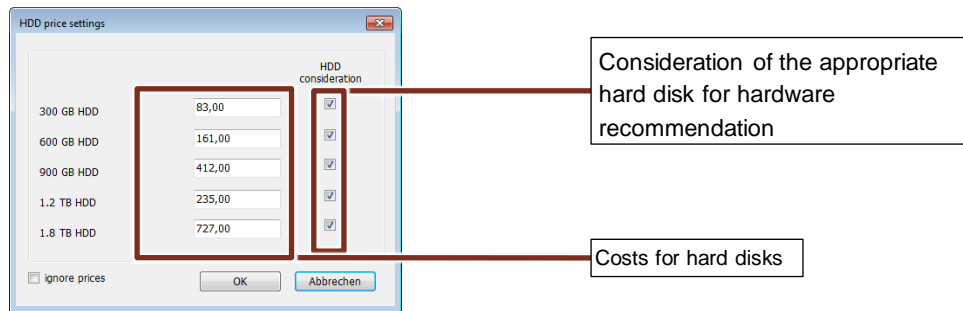 HDD price settings
HDD
consideration
300 GB HDD 83,00
600 GB HDD 161,00
900 GB HDD 412,00
1.2 TB HDD 235,00
1.8 TB HDD 727,00
ignore prices OK Abbrechen
Consideration of the appropriate
hard disk for hardware
recommendation
Costs for hard disks